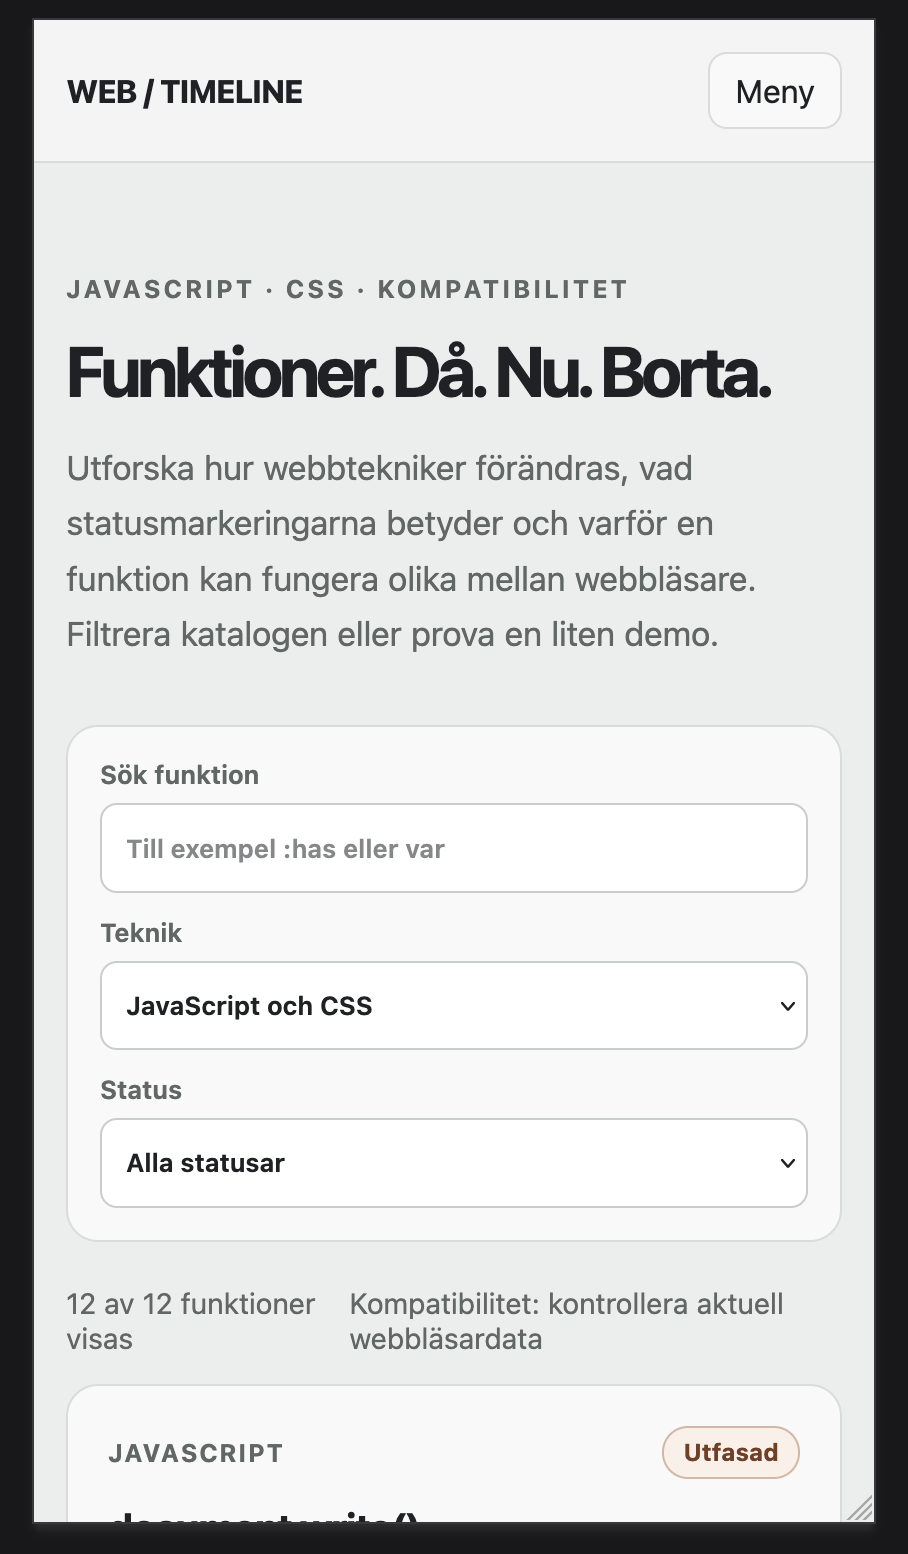 WEB / TIMELINE
Meny
JAVASCRIPT · CSS · KOMPATIBILITET
Funktioner. Då. Nu. Borta.
Utforska hur webbtekniker förändras, vad
statusmarkeringarna betyder och varför en
funktion kan fungera olika mellan webbläsare.
Filtrera katalogen eller prova en liten demo.
Sök funktion
Till exempel :has eller var
Teknik
JavaScript och CSS
Status
Alla statusar
12 av 12 funktioner
visas
Kompatibilitet: kontrollera aktuell
webbläsardata
JAVASCRIPT
Utfasad
document.write()